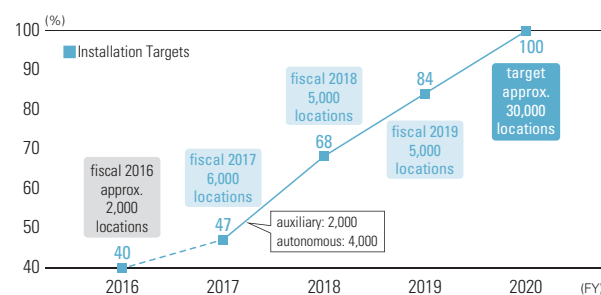 (%)
100
90
80
70
60
50
40
Installation Targets
fiscal 2016
approx.
2,000
locations
40
fiscal 2017
6,000
locations
47
auxiliary: 2,000
autonomous: 4,000
fiscal 2018
5,000
locations
68
84
fiscal 2019
5,000
locations
100
target
approx.
30,000
locations
2016 2017 2018 2019 2020 (FY)